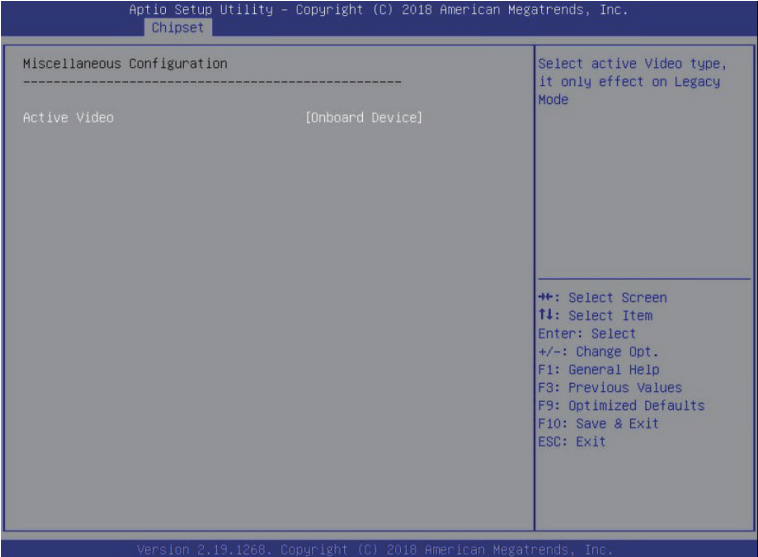 Aptio Setup Utility – Copyright (C) 2018 American Megatrends, Inc.
Chipset
Miscellaneous Configuration
--------------------------------------------------
Active Video [Onboard Device]
Select active Video type,
it only effect on Legacy
Mode
→←: Select Screen
↑↓: Select Item
Enter: Select
+/-: Change Opt.
F1: General Help
F3: Previous Values
F9: Optimized Defaults
F10: Save & Exit
ESC: Exit
Version 2.19.1268. Copyright (C) 2018 American Megatrends, Inc.